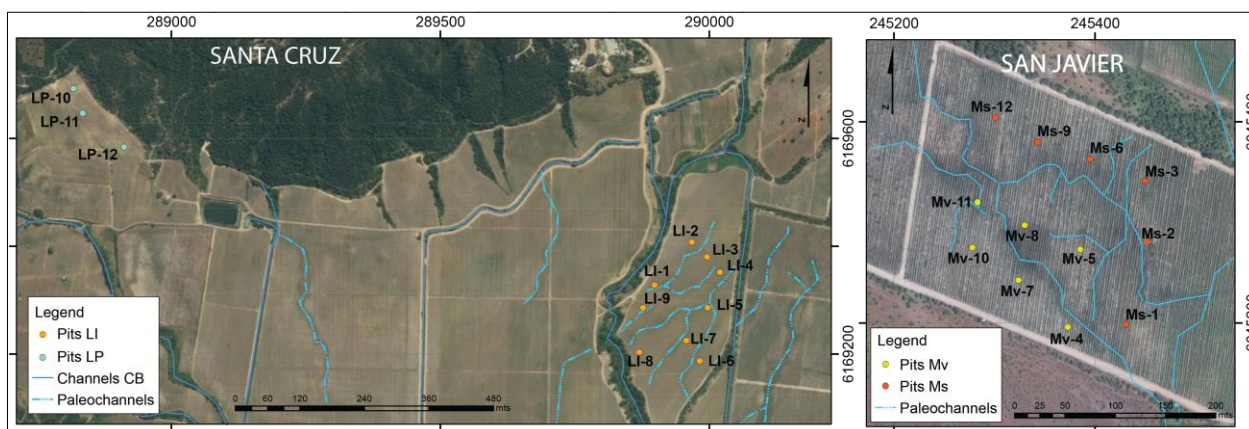 289000
289500
290000
245200
245400
SANTA CRUZ
LP-10
LP-11
LP-12
LI-2
LI-3
LI-4
LI-1
LI-9
LI-5
LI-7
LI-8
LI-6
Legend
Pits LI
Pits LP
Channels CB
Paleochannels
0 60 120 240 360 480
mts
N
6169600
6169200
SAN JAVIER
N
Ms-12
Ms-9
Ms-6
Ms-3
Mv-11
Mv-8
Ms-2
Mv-10
Mv-5
Mv-7
Ms-1
Mv-4
Legend
Pits Mv
Pits Ms
Paleochannels
0 25 50 100 150 200
mts